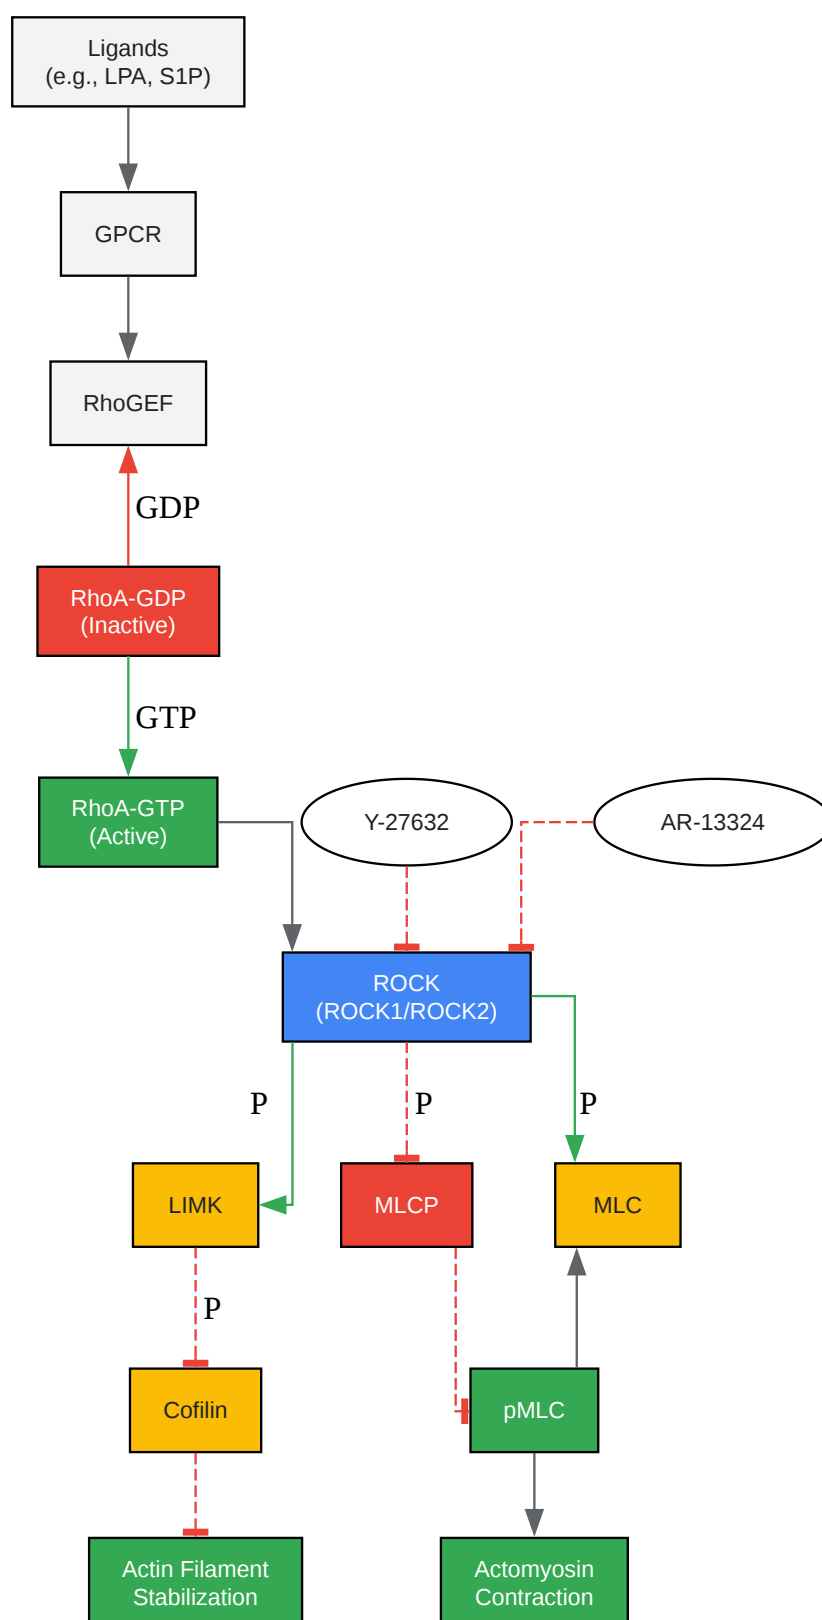 Ligands
(e.g., LPA, S1P)
GPCR
RhoGEF
GDP
RhoA-GDP
(Inactive)
GTP
RhoA-GTP
(Active)
Y-27632
AR-13324
ROCK
(ROCK1/ROCK2)
P
P
P
LIMK
MLCP
MLC
P
Cofilin
pMLC
Actin Filament
Stabilization
Actomyosin
Contraction